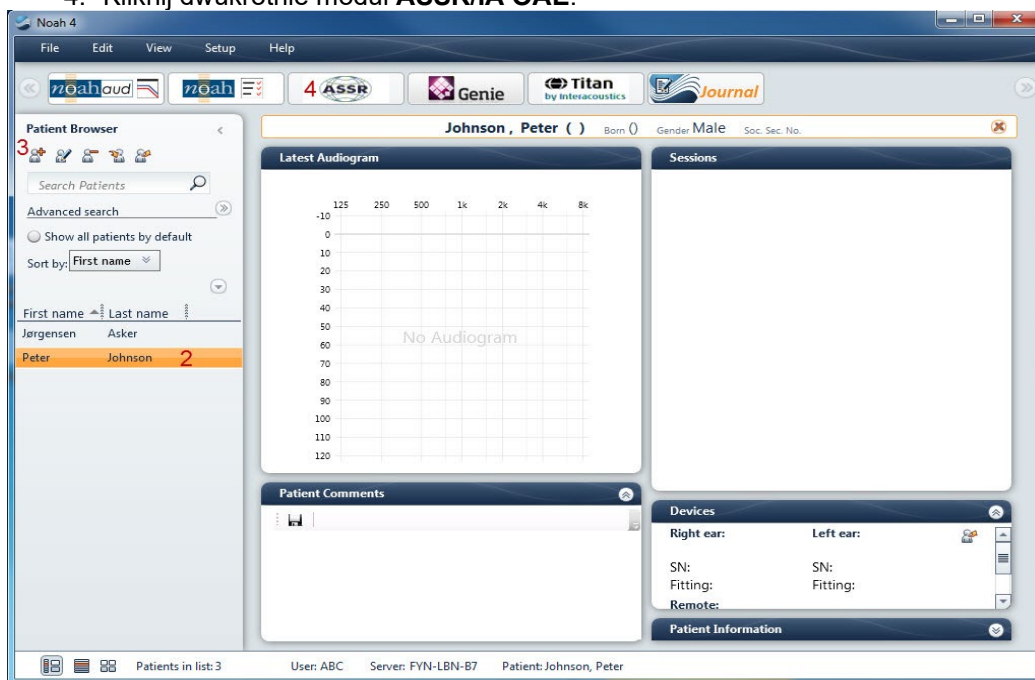 4. Kliknij dwukrotnie moduł ASSR/IA OAE.
Noah 4
File Edit View Setup Help
noahaud noah 4 ASSR Genie Titan by Interacoustics Journal
Patient Browser
3
Search Patients
Advanced search
Show all patients by default
Sort by: First name
First name Last name
Jørgensen Asker
Peter Johnson 2
Johnson , Peter ( ) Born () Gender Male Soc. Sec. No.
Latest Audiogram
125 250 500 1k 2k 4k 8k
-10
0
10
20
30
40
50
60
70
80
90
100
110
120
No Audiogram
Patient Comments
Sessions
Devices
Right ear: Left ear:
SN: SN:
Fitting: Fitting:
Remote:
Patient Information
Patients in list: 3 User: ABC Server: FYN-LBN-B7 Patient: Johnson, Peter